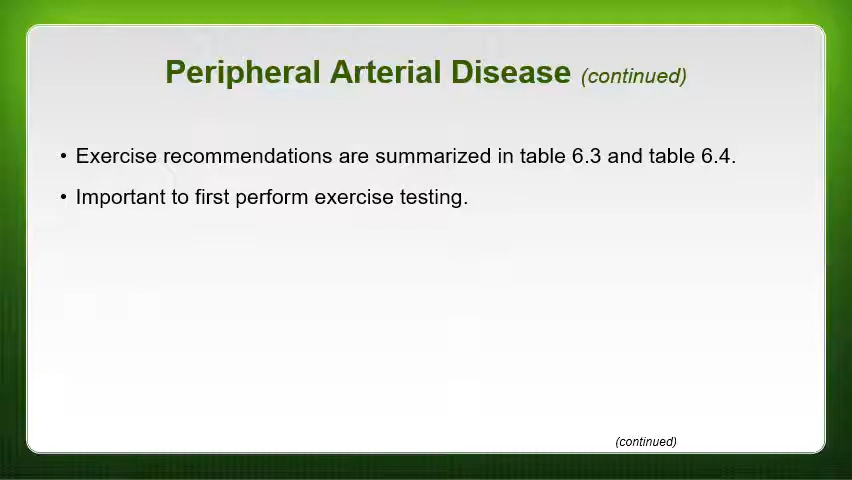 Peripheral Arterial Disease (continued)
• Exercise recommendations are summarized in table 6.3 and table 6.4.
• Important to first perform exercise testing.
(continued)